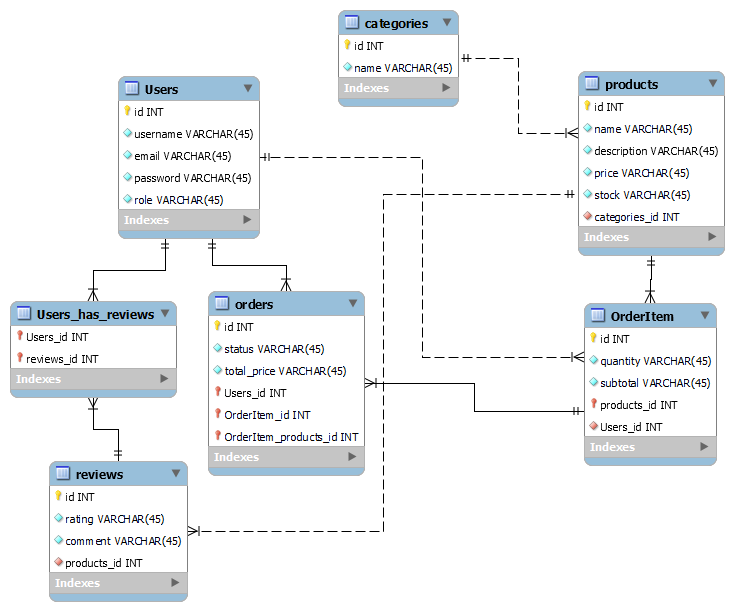 categories
id INT
name VARCHAR(45)
Indexes
Users
id INT
username VARCHAR(45)
email VARCHAR(45)
password VARCHAR(45)
role VARCHAR(45)
Indexes
products
id INT
name VARCHAR(45)
description VARCHAR(45)
price VARCHAR(45)
stock VARCHAR(45)
categories_id INT
Indexes
Users_has_reviews
Users_id INT
reviews_id INT
Indexes
orders
id INT
status VARCHAR(45)
total_price VARCHAR(45)
Users_id INT
OrderItem_id INT
OrderItem_products_id INT
Indexes
OrderItem
id INT
quantity VARCHAR(45)
subtotal VARCHAR(45)
products_id INT
Users_id INT
Indexes
reviews
id INT
rating VARCHAR(45)
comment VARCHAR(45)
products_id INT
Indexes